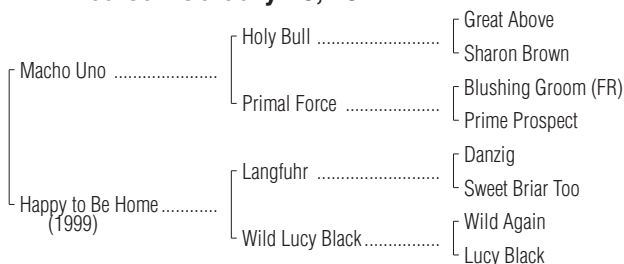 Macho Uno ......................
Holy Bull ..........................
Great Above
Sharon Brown
Primal Force ....................
Blushing Groom (FR)
Prime Prospect
Happy to Be Home ............
(1999)
Langfuhr ..........................
Danzig
Sweet Briar Too
Wild Lucy Black ................
Wild Again
Lucy Black